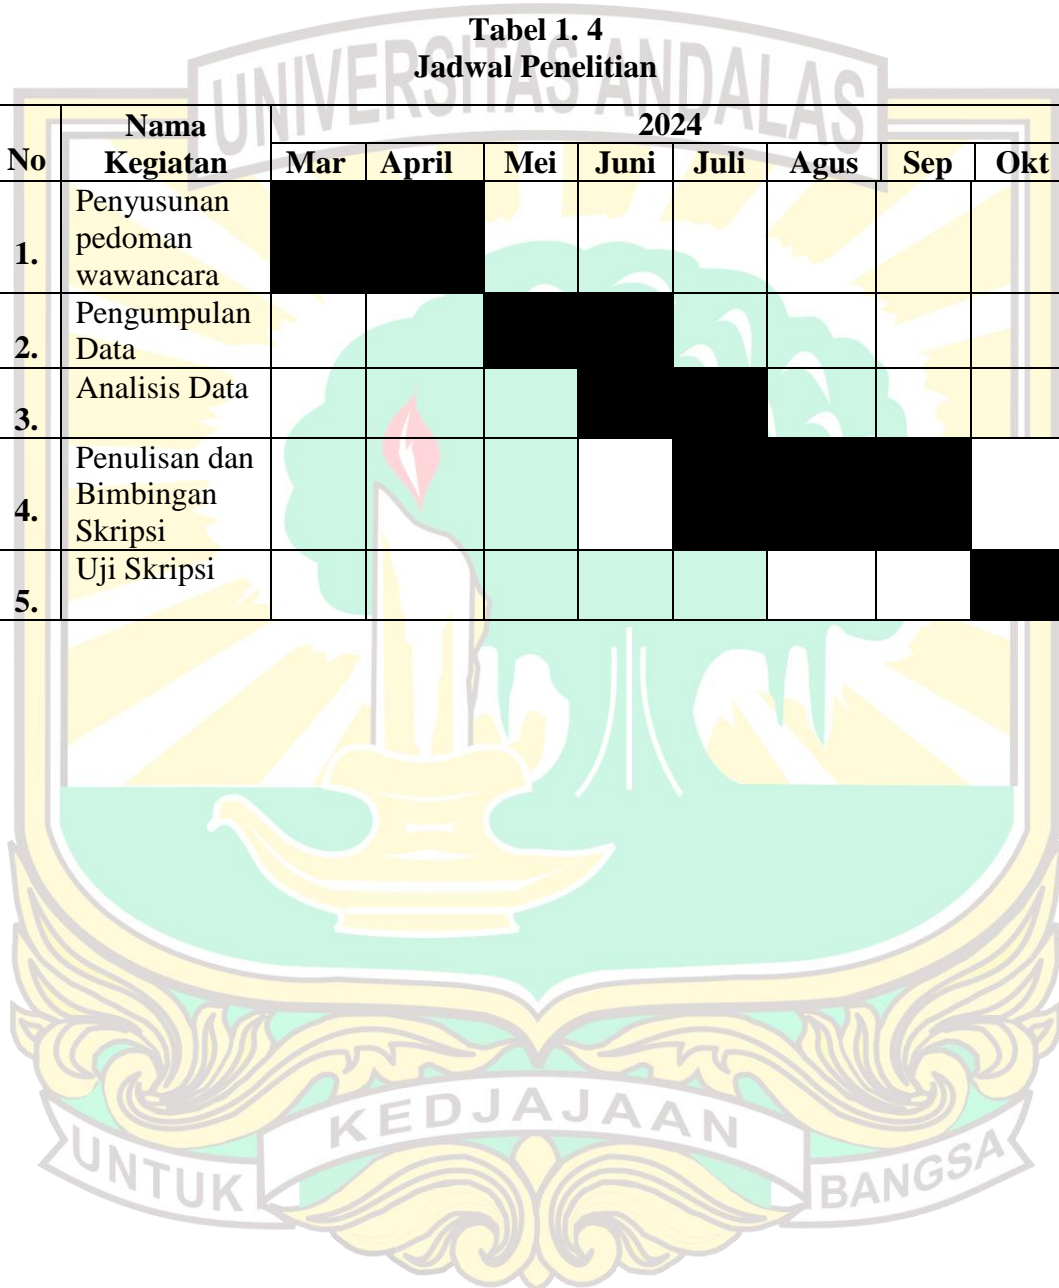 Tabel 1. 4
Jadwal Penelitian
UNIVERSITAS ANDALAS
No Nama Kegiatan 2024
Mar April Mei Juni Juli Agus Sep Okt
1. Penyusunan
pedoman
wawancara
2. Pengumpulan
Data
3. Analisis Data
4. Penulisan dan
Bimbingan
Skripsi
5. Uji Skripsi
UNTUK KEDJAJAAN BANGSA